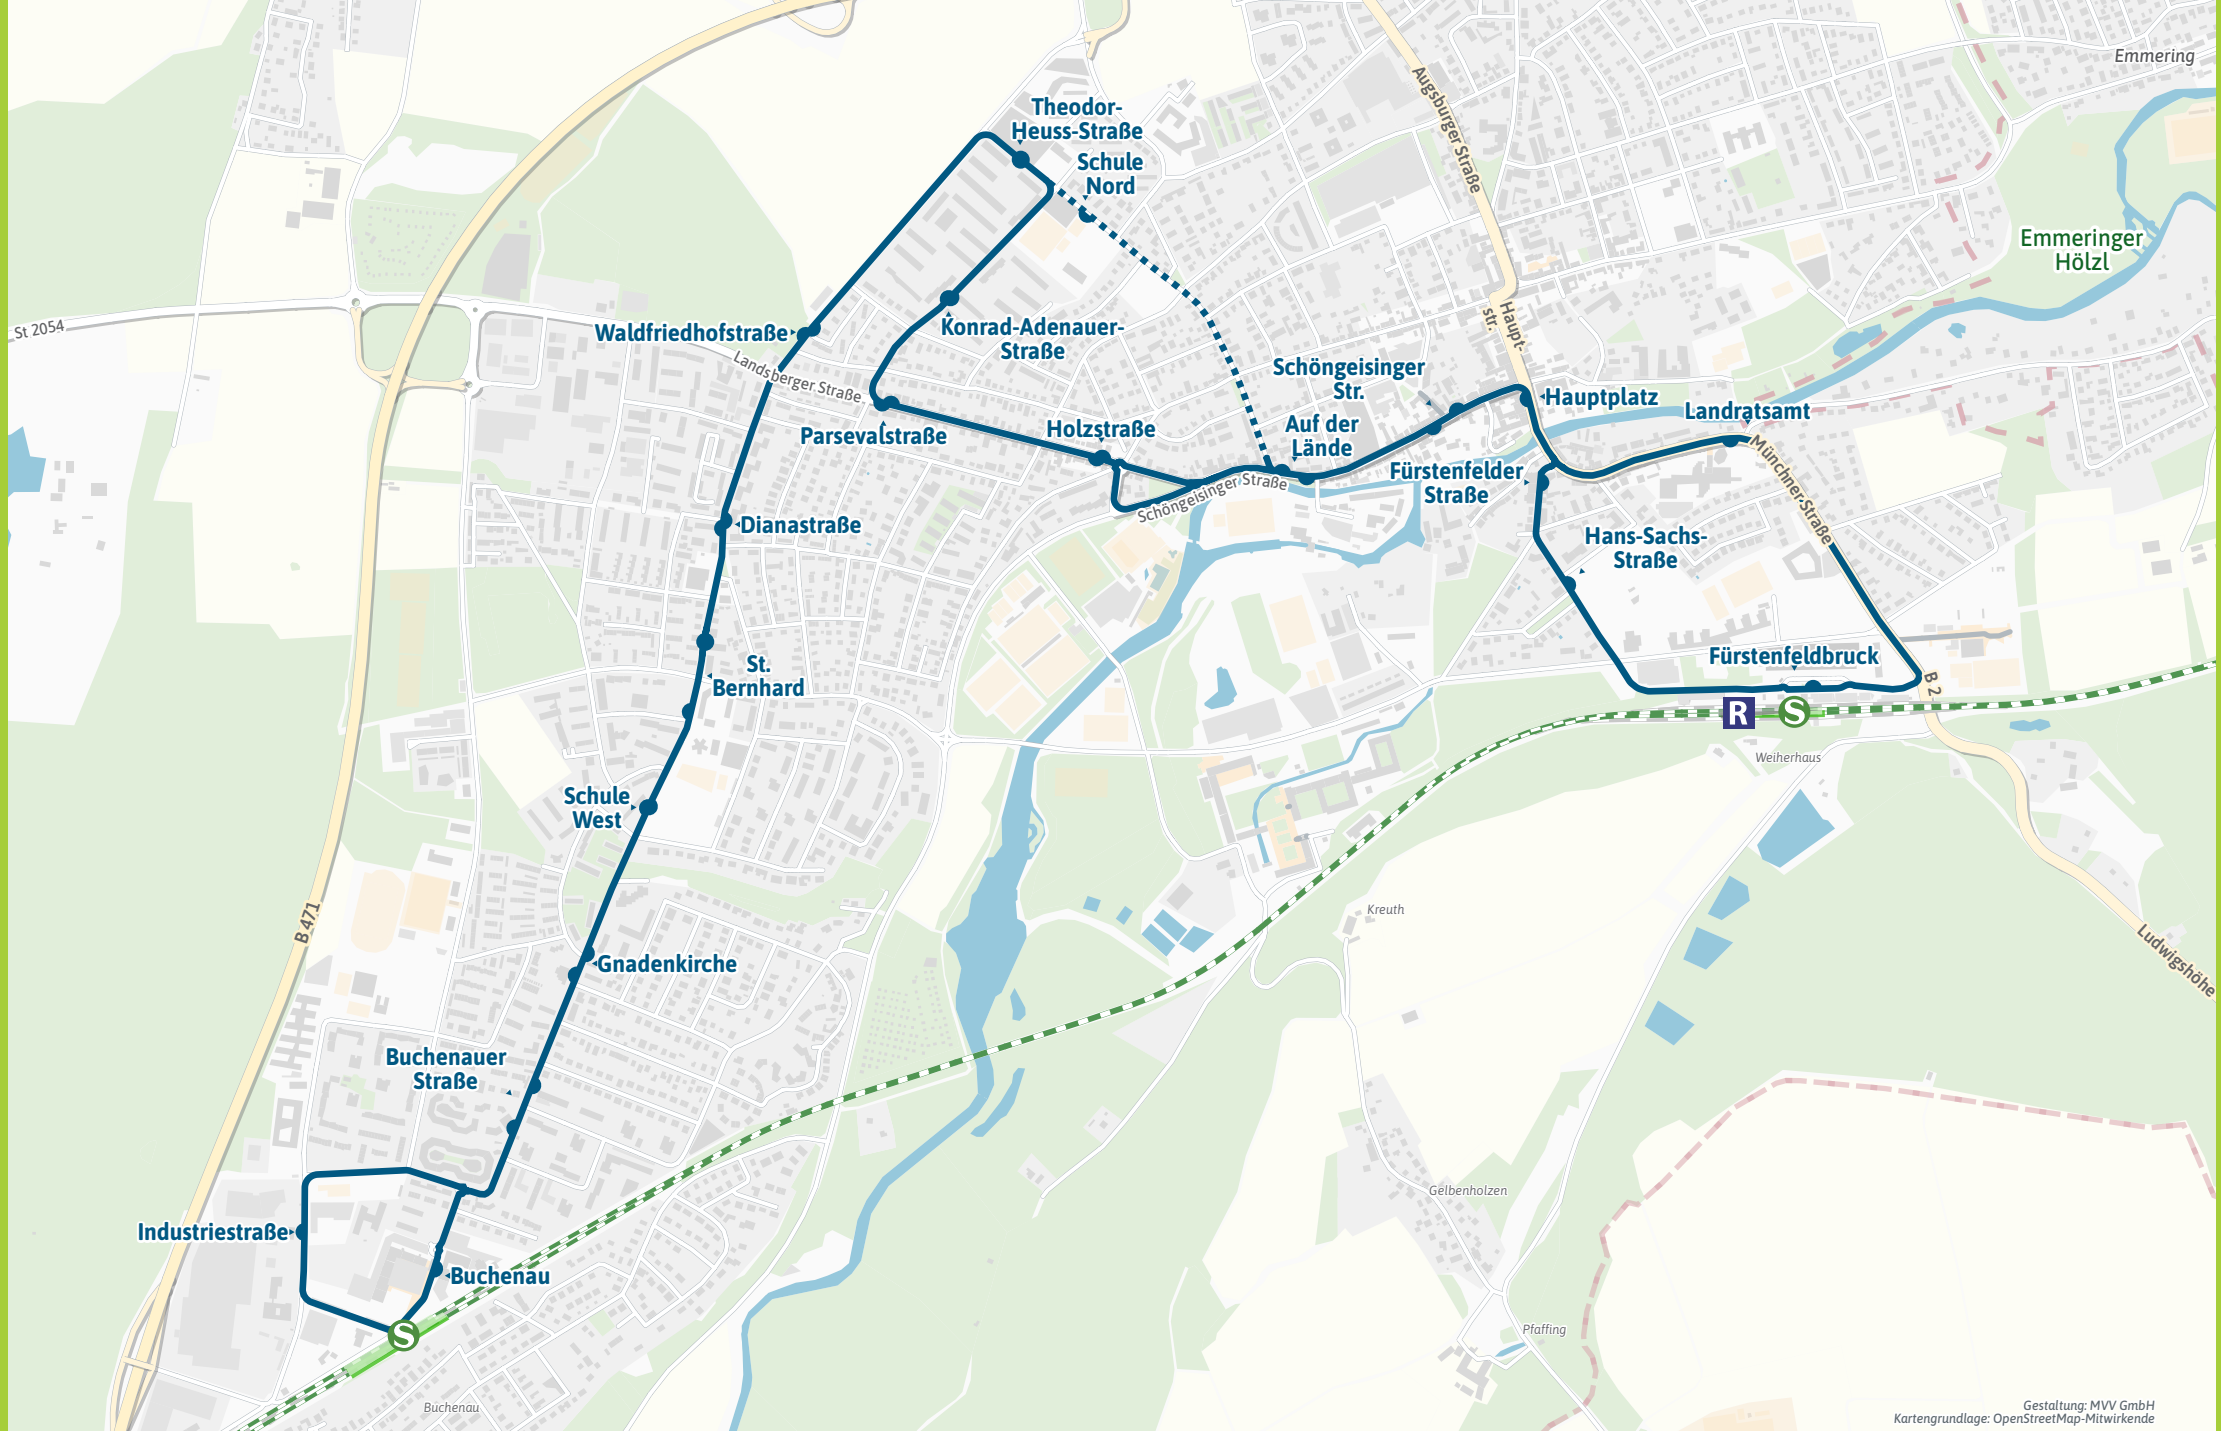 Emmering
Augsburger Straße
Theodor-
Heuss-Straße
Schule
Nord
Emmeringer
Hölzl
St 2054
Waldfriedhofstraße
Konrad-Adenauer-
Straße
Haupt-
str.
Landsberger Straße
Schöngeisinger
Str.
Hauptplatz
Landratsamt
Parsevalstraße
Holzstraße
Auf der
Lände
Fürstenfelder
Straße
Münchner-Straße
Schöngeisinger Straße
Dianastraße
Hans-Sachs-
Straße
St.
Bernhard
Fürstenfeldbruck
B 2
R
S
Weiherhaus
Schule
West
B 471
Kreuth
Ludwigshöhe
Gnadenkirche
Buchenauer
Straße
Gelbenholzen
Industriestraße
Buchenau
S
Pfaffing
Buchenau
Gestaltung: MVV GmbH
Kartengrundlage: OpenStreetMap-Mitwirkende